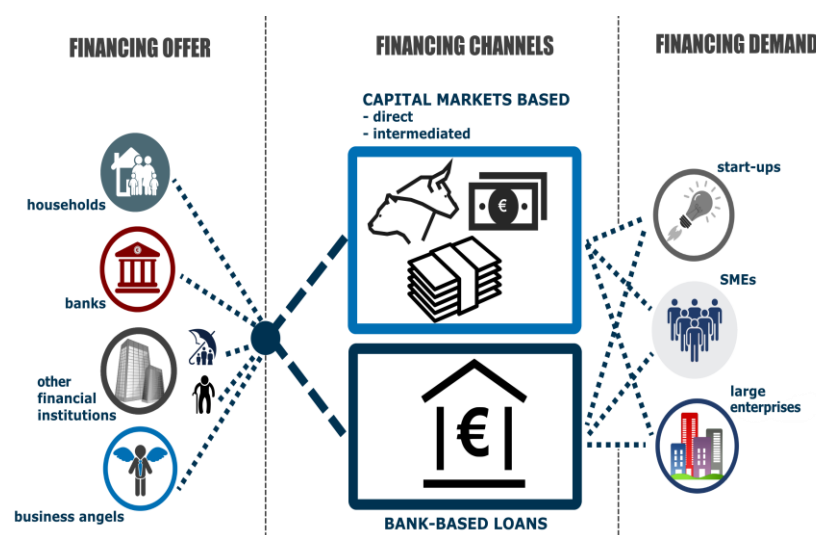 FINANCING OFFER
FINANCING CHANNELS
FINANCING DEMAND
CAPITAL MARKETS BASED
- direct
- intermediated
households
banks
other
financial
institutions
business angels
€
€
€
BANK-BASED LOANS
start-ups
SMEs
large
enterprises